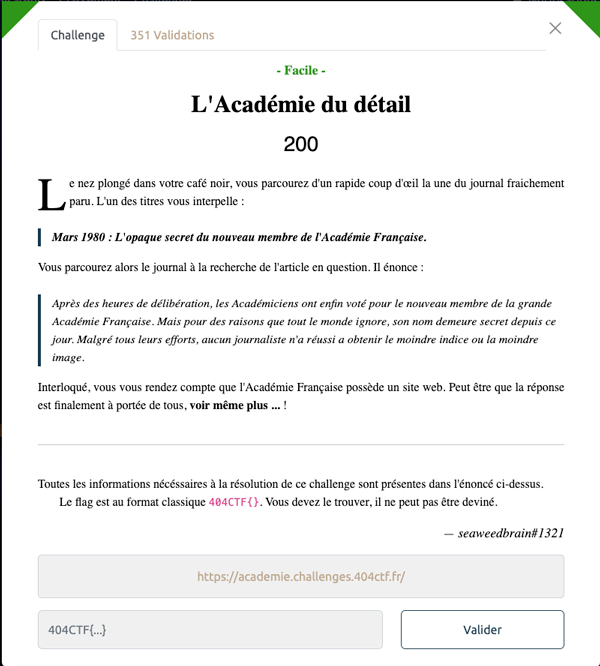 Challenge
351 Validations
- Facile -
L'Académie du détail
200
Le nez plongé dans votre café noir, vous parcourez d'un rapide coup d'œil la une du journal fraichement
paru. L'un des titres vous interpelle :
Mars 1980 : L'opaque secret du nouveau membre de l'Académie Française.
Vous parcourez alors le journal à la recherche de l'article en question. Il énonce :
Après des heures de délibération, les Académiciens ont enfin voté pour le nouveau membre de la grande
Académie Française. Mais pour des raisons que tout le monde ignore, son nom demeure secret depuis ce
jour. Malgré tous leurs efforts, aucun journaliste n'a réussi a obtenir le moindre indice ou la moindre
image.
Interloqué, vous vous rendez compte que l'Académie Française possède un site web. Peut être que la réponse
est finalement à portée de tous, voir même plus ... !
Toutes les informations nécéssaires à la résolution de ce challenge sont présentes dans l'énoncé ci-dessus.
Le flag est au format classique 404CTF{}. Vous devez le trouver, il ne peut pas être deviné.
— seaweedbrain#1321
https://academie.challenges.404ctf.fr/
404CTF{...}
Valider